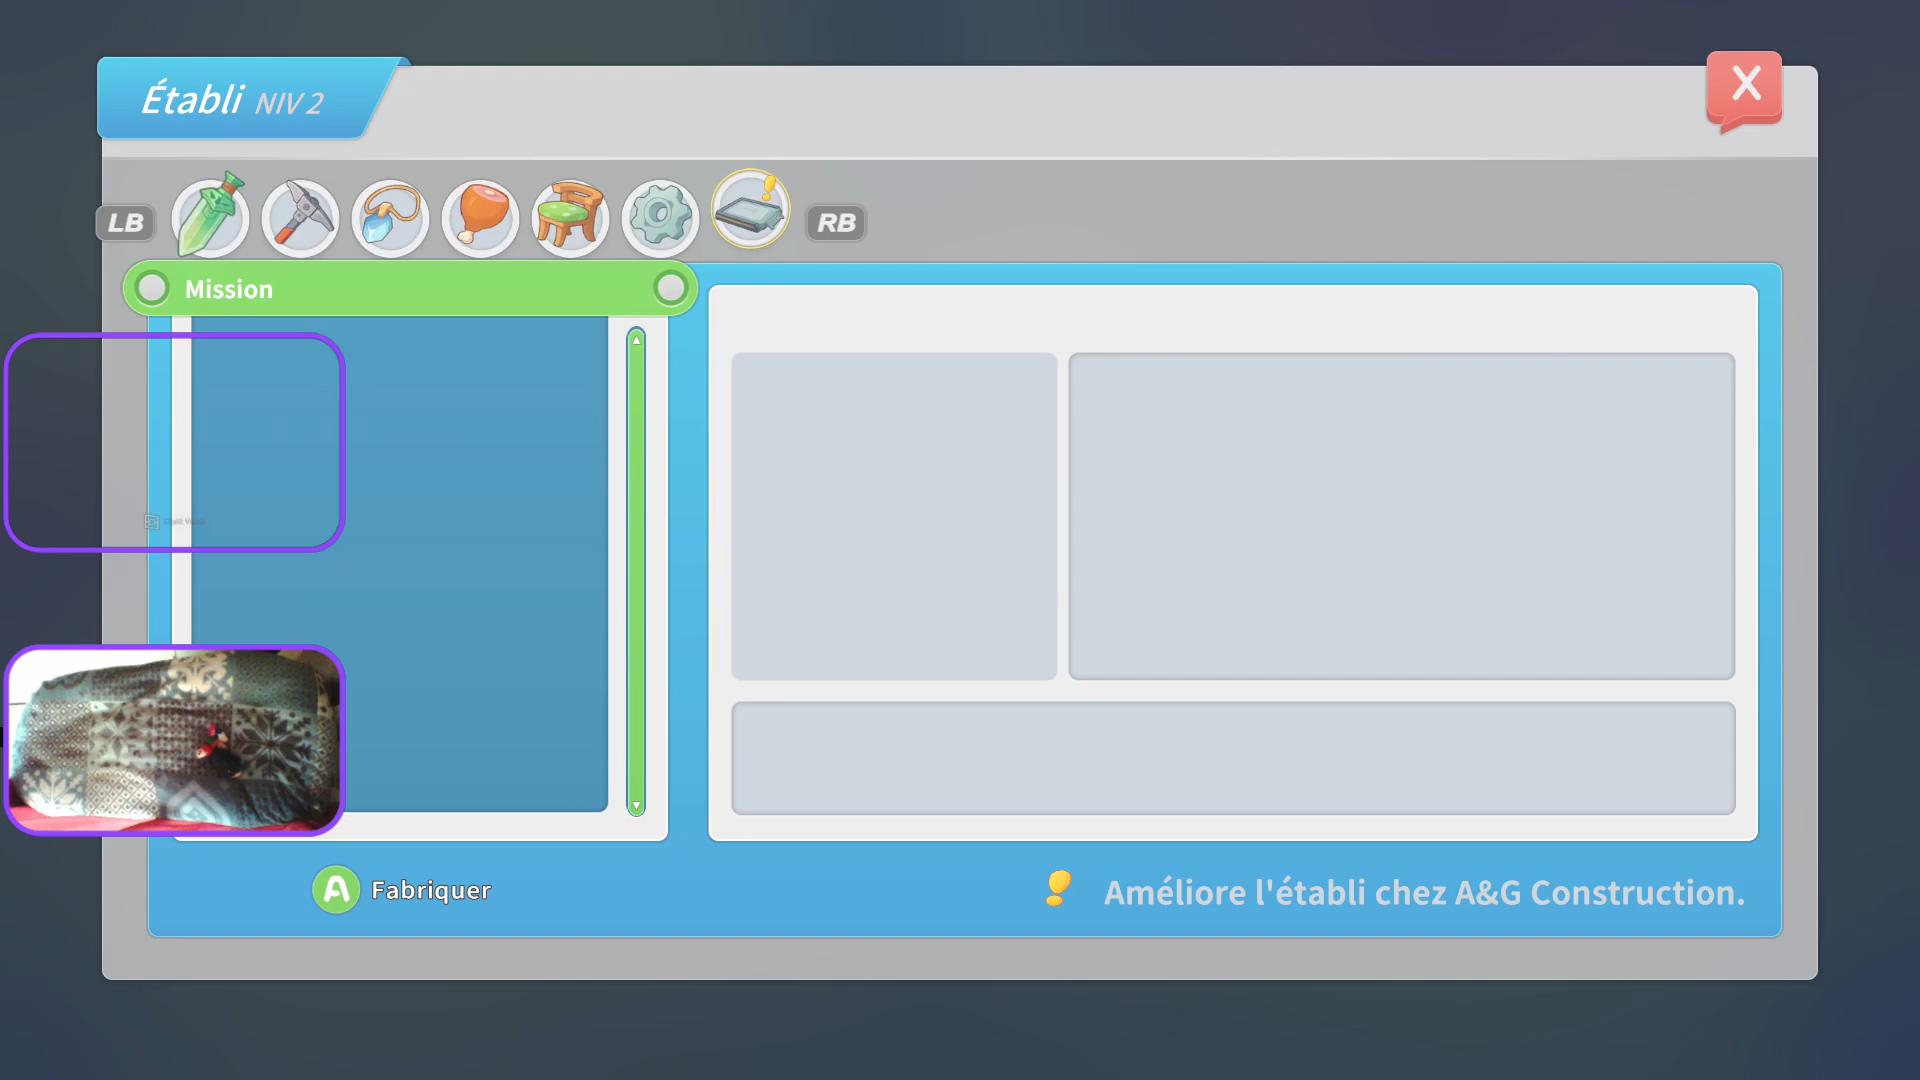 Établi NIV 2
X
LB
RB
Mission
A Fabriquer
Améliore l'établi chez A&G Construction.